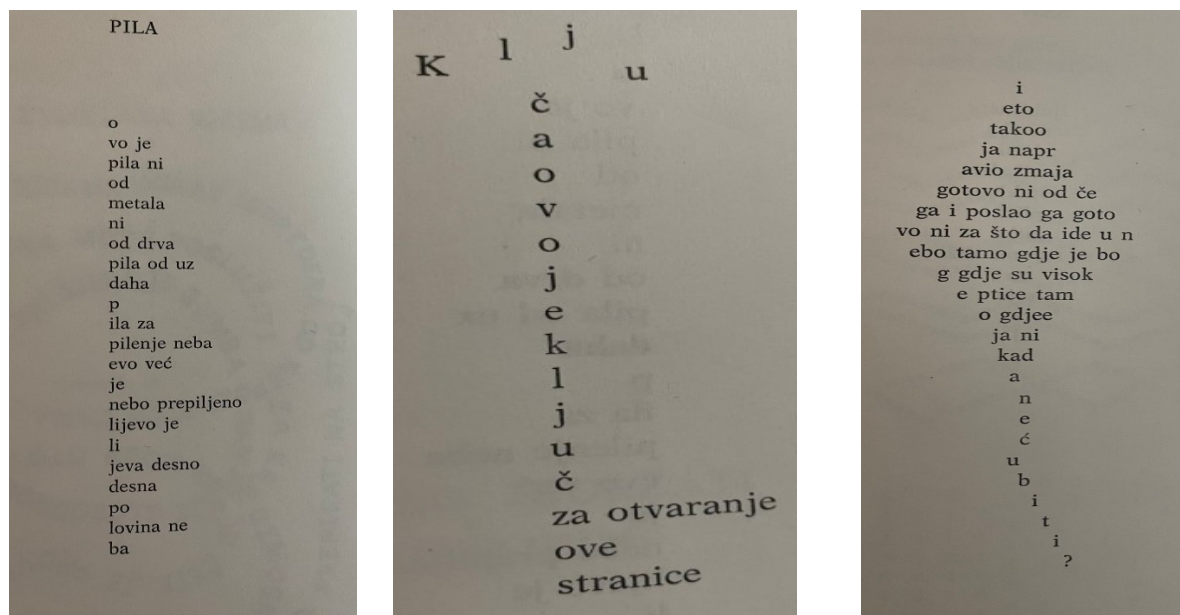 PILA
o
vo je
pila ni
od
metala
ni
od drva
pila od uz
daha
p
ila za
pilenje neba
evo već
je
nebo prepiljeno
lijevo je
li
jeva desno
desna
po
lovina ne
ba
K l j u
č
a
o
v
o
j
e
k
l
j
u
č
za otvaranje
ove
stranice
i
eto
takoo
ja napr
avio zmaja
gotovo ni od če
ga i poslao ga goto
vo ni za što da ide u n
ebo tamo gdje je bo
g gdje su visok
e ptice tam
o gdjee
ja ni
kad
a
n
e
ć
u
b
i
t
i
?